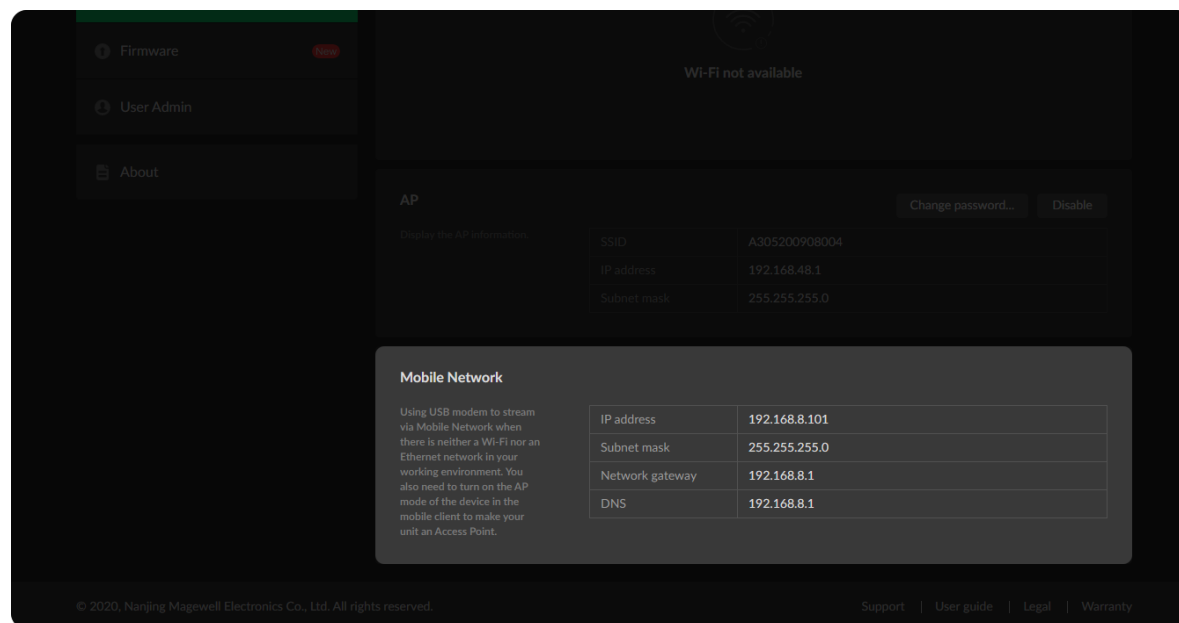 Firmware
New
User Admin
About
Wi-Fi not available
AP
Change password...
Disable
Display the AP information
SSID
A305200908004
IP address
192.168.48.1
Subnet mask
255.255.255.0
Mobile Network
Using USB modem to stream
via Mobile Network when
there is neither a Wi-Fi nor an
Ethernet network in your
working environment. You
also need to turn on the AP
mode of the device in the
mobile client to make your
unit an Access Point.
IP address
192.168.8.101
Subnet mask
255.255.255.0
Network gateway
192.168.8.1
DNS
192.168.8.1
© 2020, Nanjing Magewell Electronics Co., Ltd. All rights reserved.
Support | User guide | Legal | Warranty